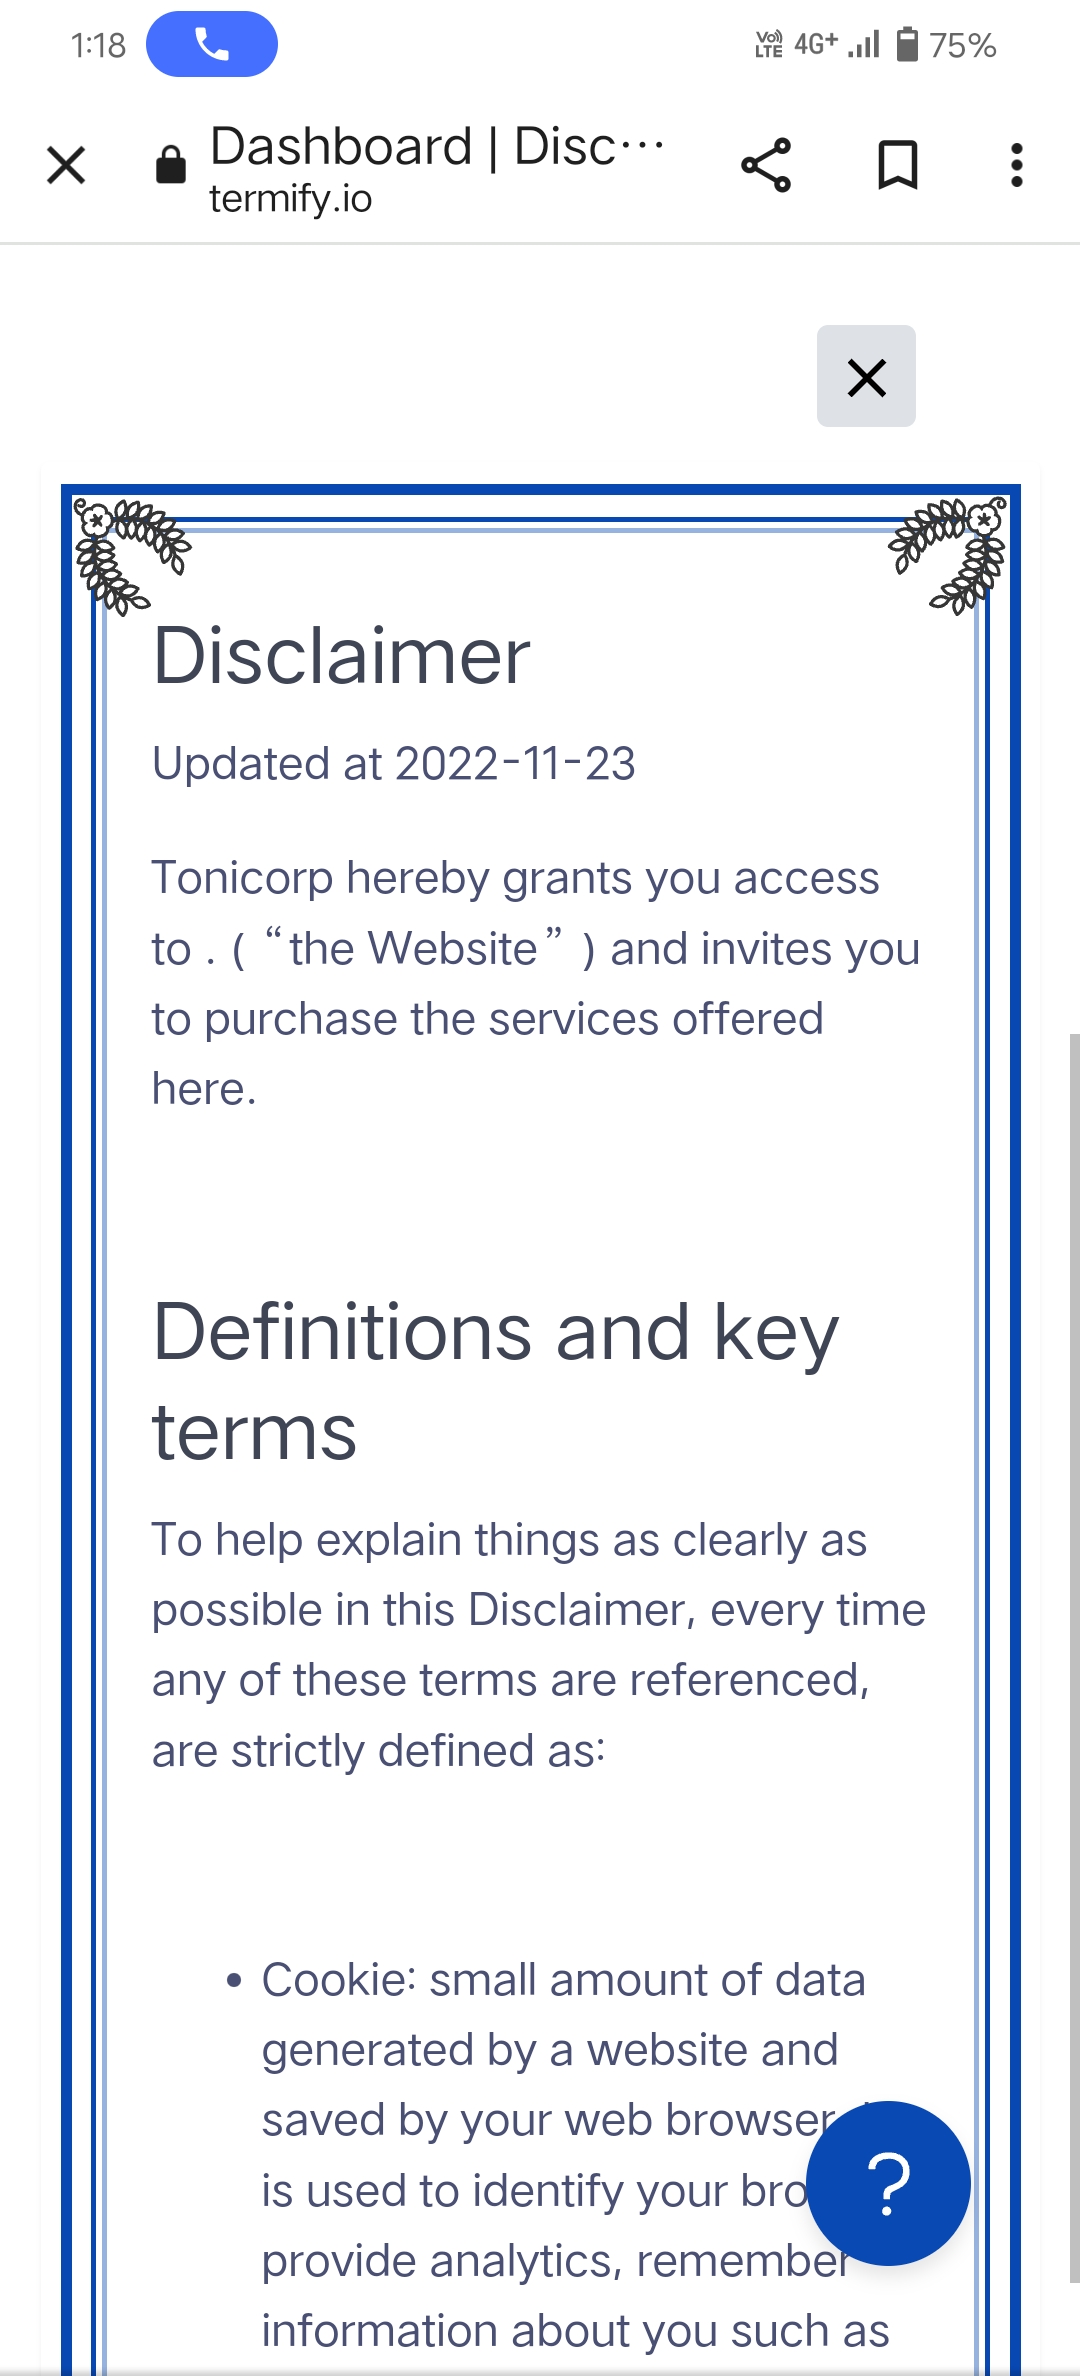 1:18
Vo)) LTE 4G+ 75%
Dashboard | Disc...
termify.io
Disclaimer
Updated at 2022-11-23
Tonicorp hereby grants you access
to . ( “the Website” ) and invites you
to purchase the services offered
here.
Definitions and key
terms
To help explain things as clearly as
possible in this Disclaimer, every time
any of these terms are referenced,
are strictly defined as:
• Cookie: small amount of data
generated by a website and
saved by your web browser.
is used to identify your
provide analytics, remember
information about you such as
?